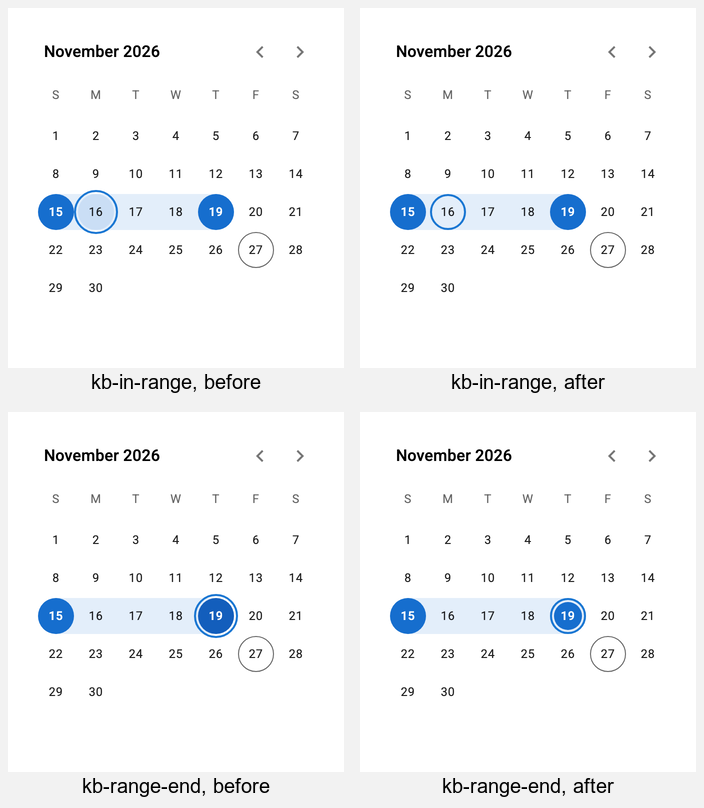 November 2026 November 2026
S M T W T F S S M T W T F S
1 2 3 4 5 6 7 1 2 3 4 5 6 7
8 9 10 11 12 13 14 8 9 10 11 12 13 14
15 16 17 18 19 20 21 15 16 17 18 19 20 21
22 23 24 25 26 27 28 22 23 24 25 26 27 28
29 30 29 30
kb-in-range, before kb-in-range, after
November 2026 November 2026
S M T W T F S S M T W T F S
1 2 3 4 5 6 7 1 2 3 4 5 6 7
8 9 10 11 12 13 14 8 9 10 11 12 13 14
15 16 17 18 19 20 21 15 16 17 18 19 20 21
22 23 24 25 26 27 28 22 23 24 25 26 27 28
29 30 29 30
kb-range-end, before kb-range-end, after